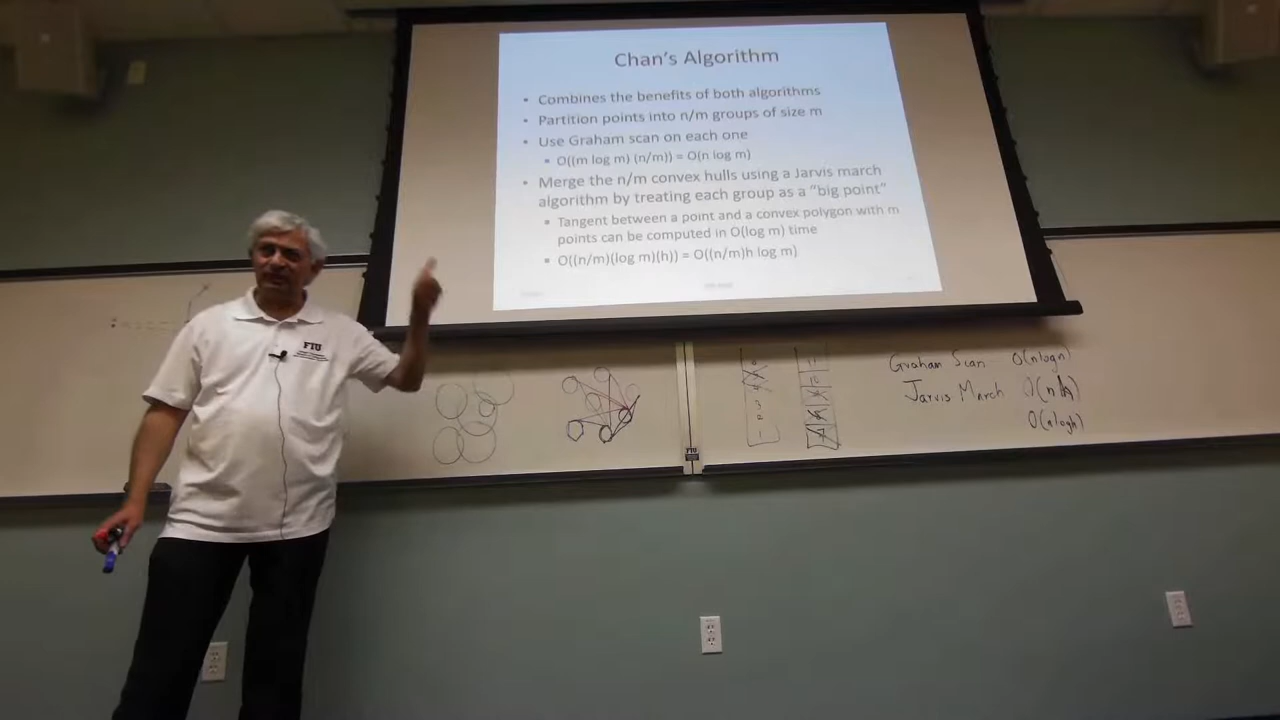 Chan's Algorithm
• Combines the benefits of both algorithms
• Partition points into n/m groups of size m
• Use Graham scan on each one
• O((m log m) (n/m)) = O(n log m)
• Merge the n/m convex hulls using a Jarvis march
algorithm by treating each group as a "big point"
• Tangent between a point and a convex polygon with m
points can be computed in O(log m) time
• O((n/m)(log m)(h)) = O((n/m)h log m)
FIU
Graham Scan O(nlogn)
Jarvis March O(nh)
O(nlogh)
FIU